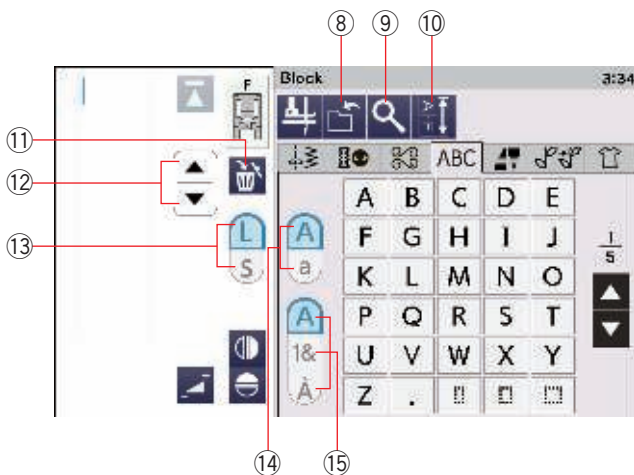 ⑧ ⑨ ⑩
F
Block 3:34
⑪
⑫
ABC
A B C D E
⑬ L A F G H I J 1/5
S a K L M N O
A P Q R S T
1& U V W X Y
À Z .
⑭ ⑮